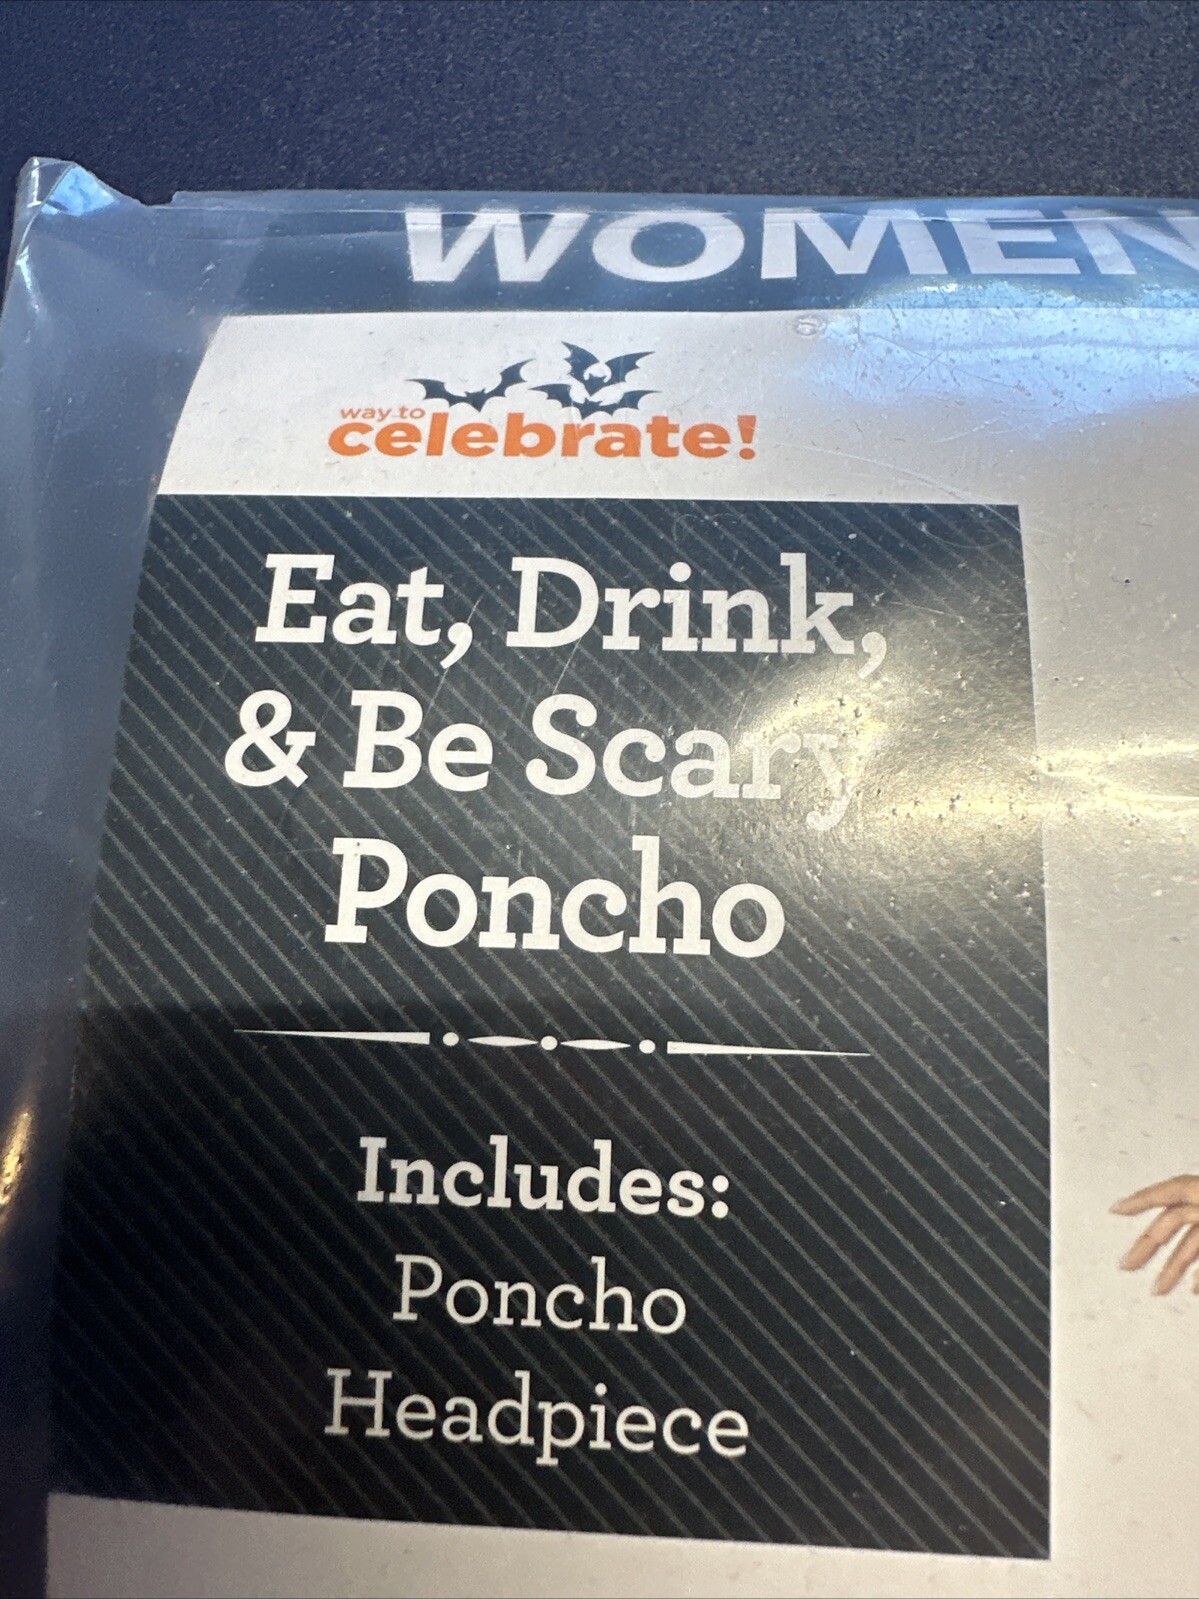 WOMEN
way to
celebrate!
Eat, Drink,
& Be Scary
Poncho
Includes:
Poncho
Headpiece